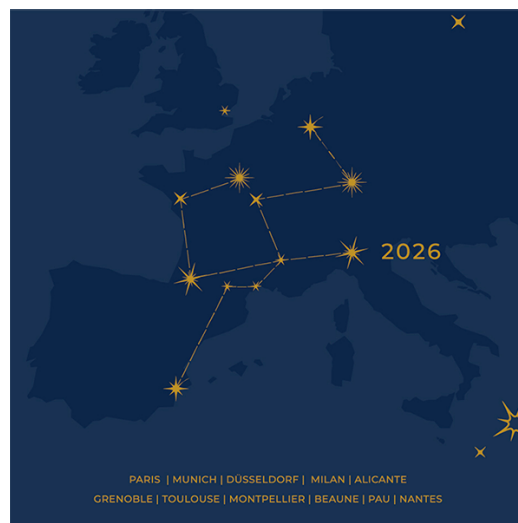 2026
PARIS | MUNICH | DÜSSELDORF | MILAN | ALICANTE
GRENOBLE | TOULOUSE | MONTPELLIER | BEAUNE | PAU | NANTES